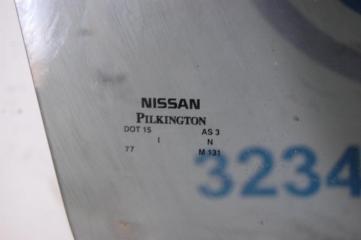 NISSAN
PILKINGTON
DOT 15 AS 3
I N
77 M 131
3234